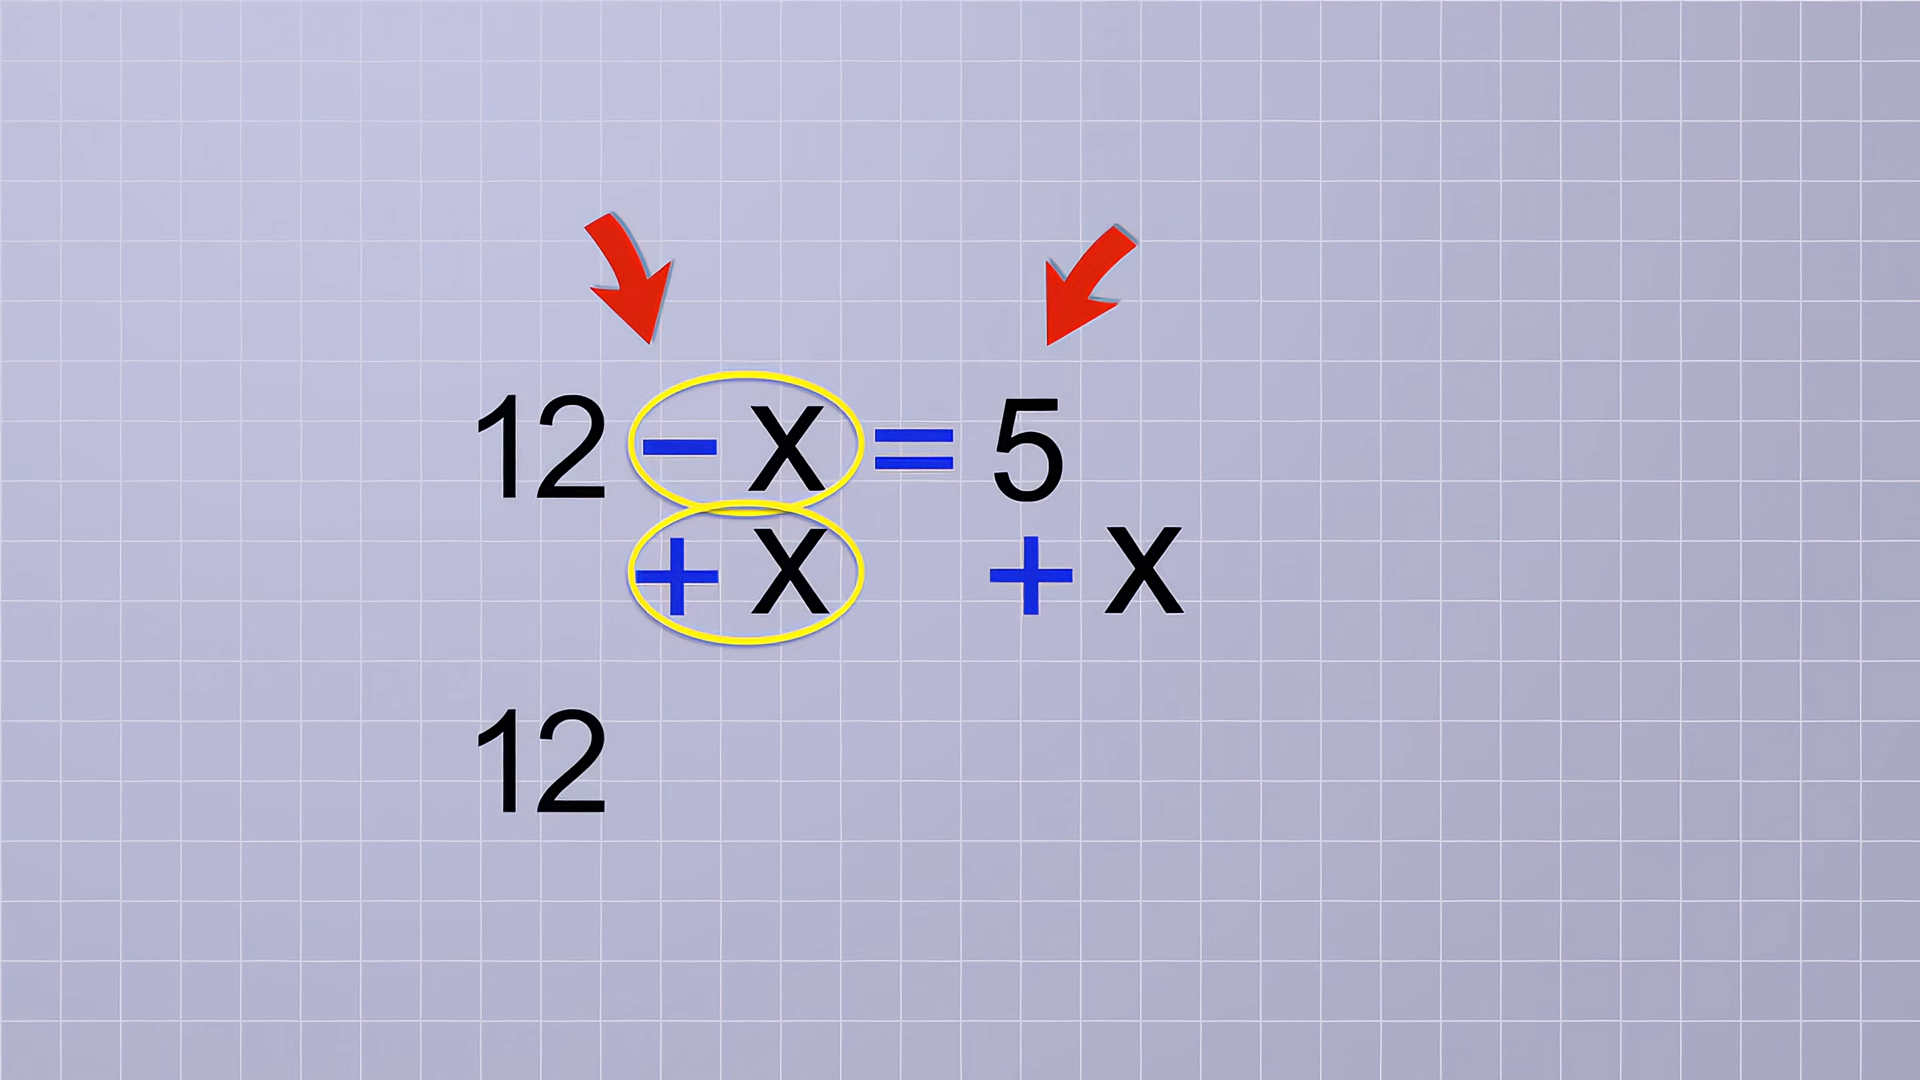 12 - x = 5
+ x + x
12